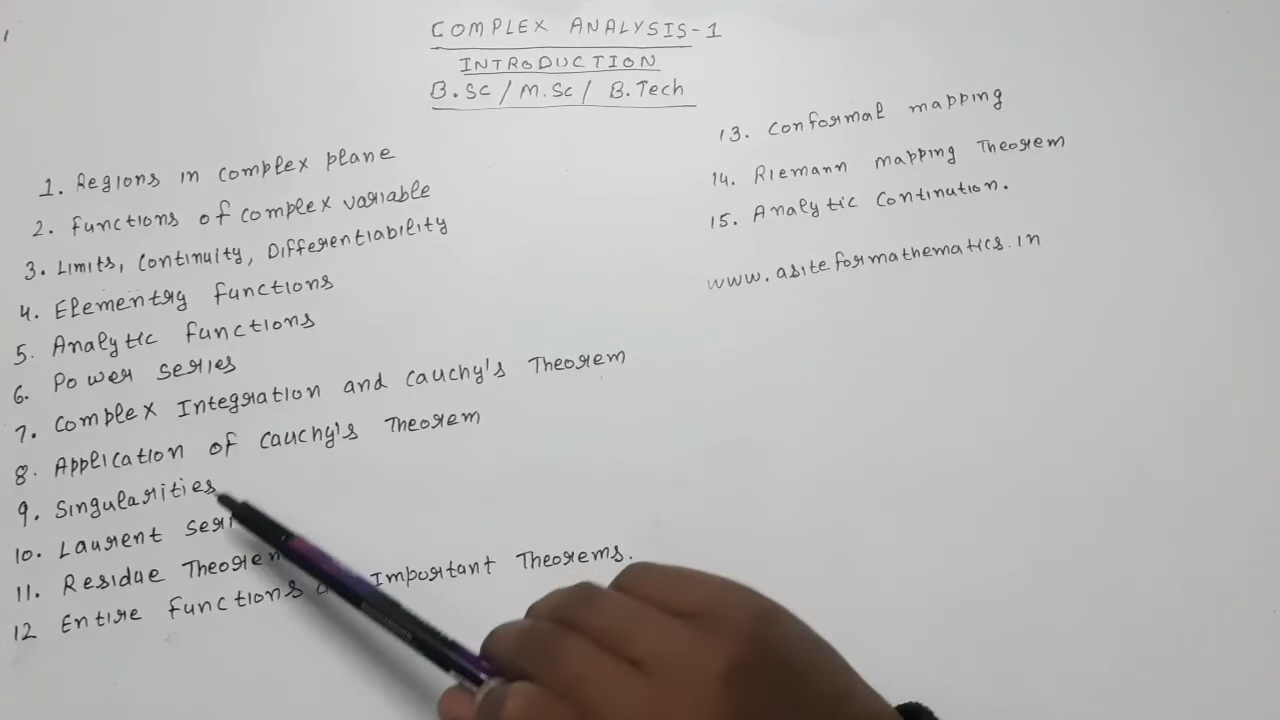 COMPLEX ANALYSIS-1
INTRODUCTION
B.SC / M.SC / B.Tech
1. Regions in complex plane
2. Functions of complex variable
3. Limits, Continuity, Differentiability
4. Elementry functions
5. Analytic functions
6. Power series
7. Complex Integration and Cauchy's Theorem
8. Application of Cauchy's Theorem
9. Singularities
10. Laurent
11. Residue Theorem
12 Entire functions Important Theorems.
13. Conformal mapping
14. Riemann mapping Theorem
15. Analytic Continution.
www.asiteformathematics.in